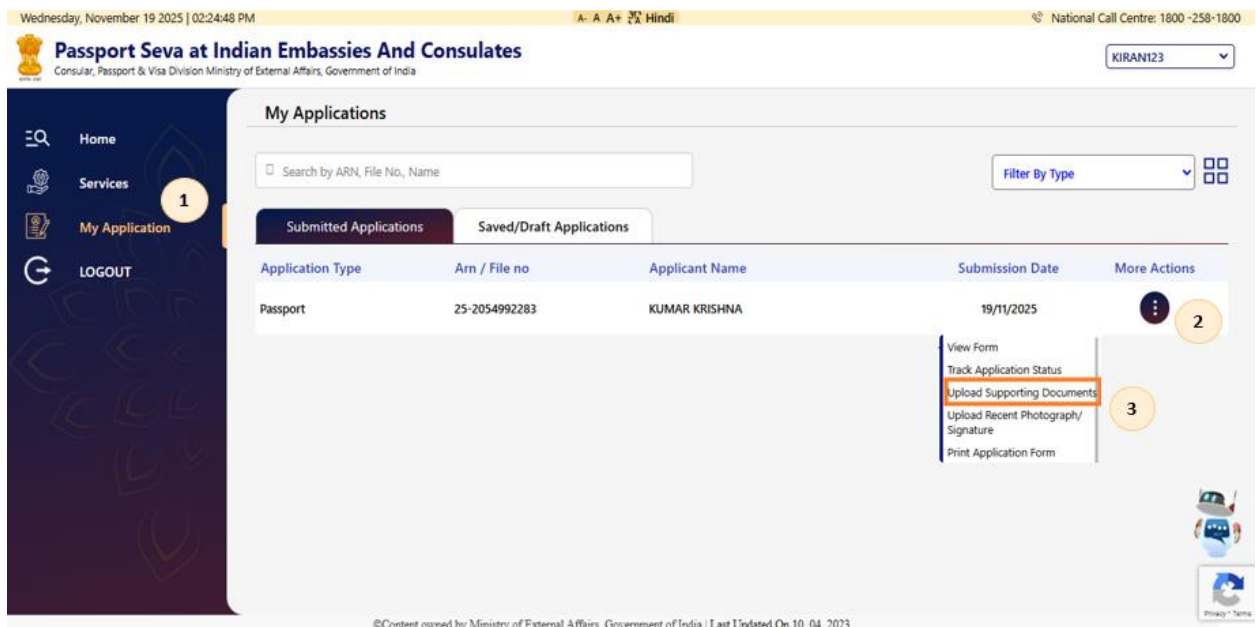 Wednesday, November 19 2025 | 02:24:48 PM
A- A A+ Hindi
National Call Centre: 1800 -258-1800
Passport Seva at Indian Embassies And Consulates
Consular, Passport & Visa Division Ministry of External Affairs, Government of India
KIRAN123
My Applications
Home
Services
1
My Application
LOGOUT
Search by ARN, File No., Name
Filter By Type
Submitted Applications
Saved/Draft Applications
Application Type Arn / File no Applicant Name Submission Date More Actions
Passport 25-2054992283 KUMAR KRISHNA 19/11/2025
2
View Form
Track Application Status
Upload Supporting Documents
3
Upload Recent Photograph/
Signature
Print Application Form
Privacy - Terms
©Content owned by Ministry of External Affairs, Government of India | Last Updated On 10, 04, 2023